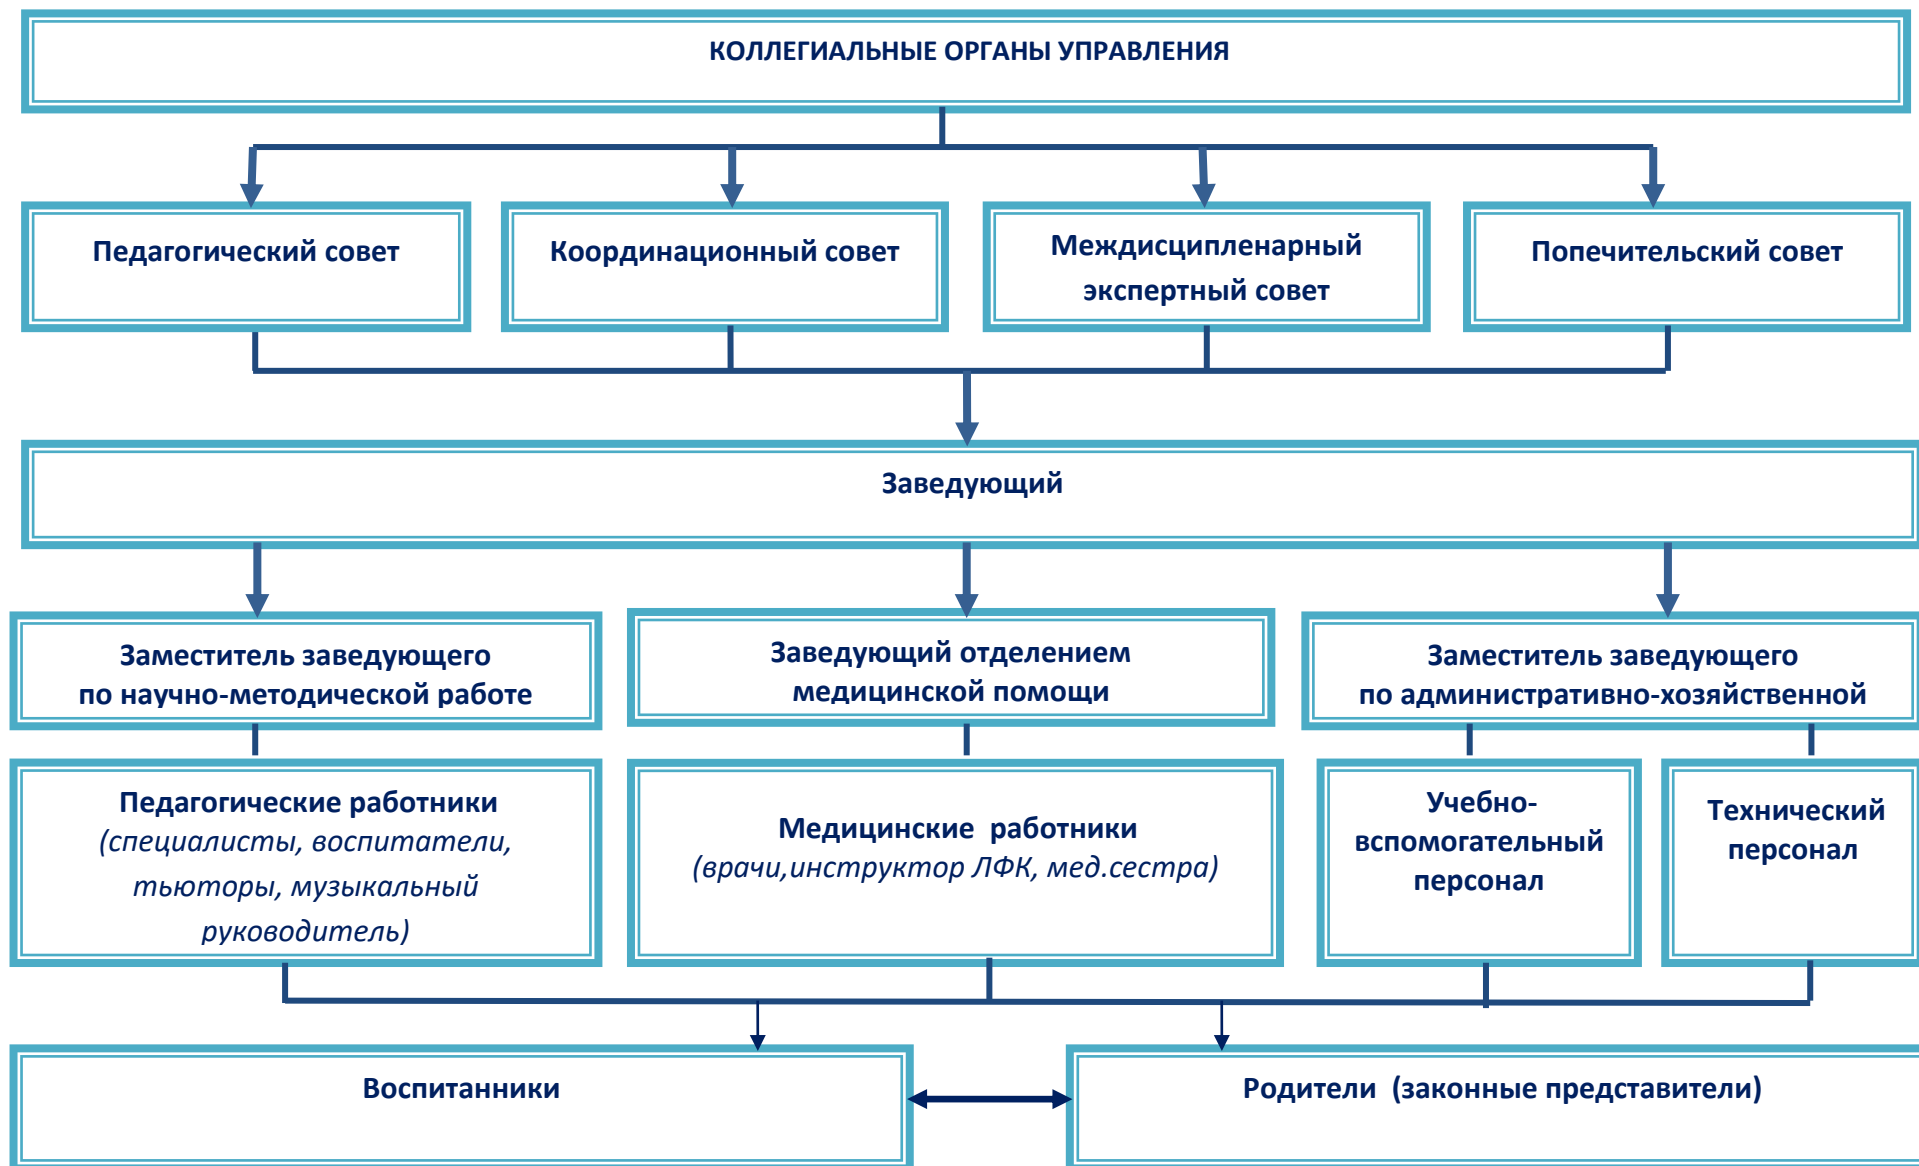 КОЛЛЕГИАЛЬНЫЕ ОРГАНЫ УПРАВЛЕНИЯ
Педагогический совет
Координационный совет
Междисципленарный
экспертный совет
Попечительский совет
Заведующий
Заместитель заведующего
по научно-методической работе
Заведующий отделением
медицинской помощи
Заместитель заведующего
по административно-хозяйственной
Педагогические работники
(специалисты, воспитатели,
тьюторы, музыкальный
руководитель)
Медицинские  работники
(врачи,инструктор ЛФК, мед.сестра)
Учебно-
вспомогательный
персонал
Технический
персонал
Воспитанники
Родители  (законные представители)